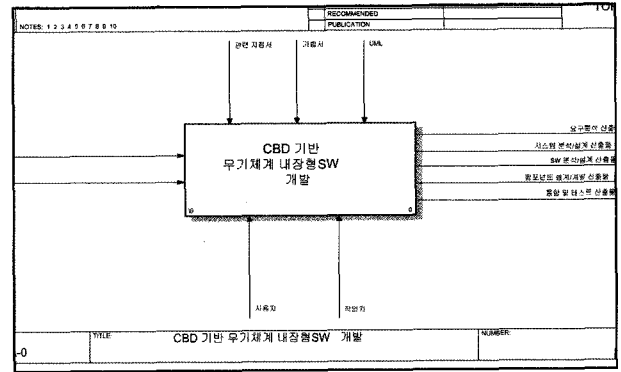 RECOMMENDED
TOP
NOTES: 1 2 3 4 5 6 7 8 9 10
PUBLICATION
관련 지침서
UML
CBD 기반
무기체계 내장형SW
개발
0
요구분석 산출물
시스템 분석/설계 산출물
SW 분석/설계 산출물
컴포넌트 설계/개발 산출물
통합 및 테스트 산출물
사용자
작업자
TITLE:
CBD 기반 무기체계 내장형SW 개발
NUMBER:
-0